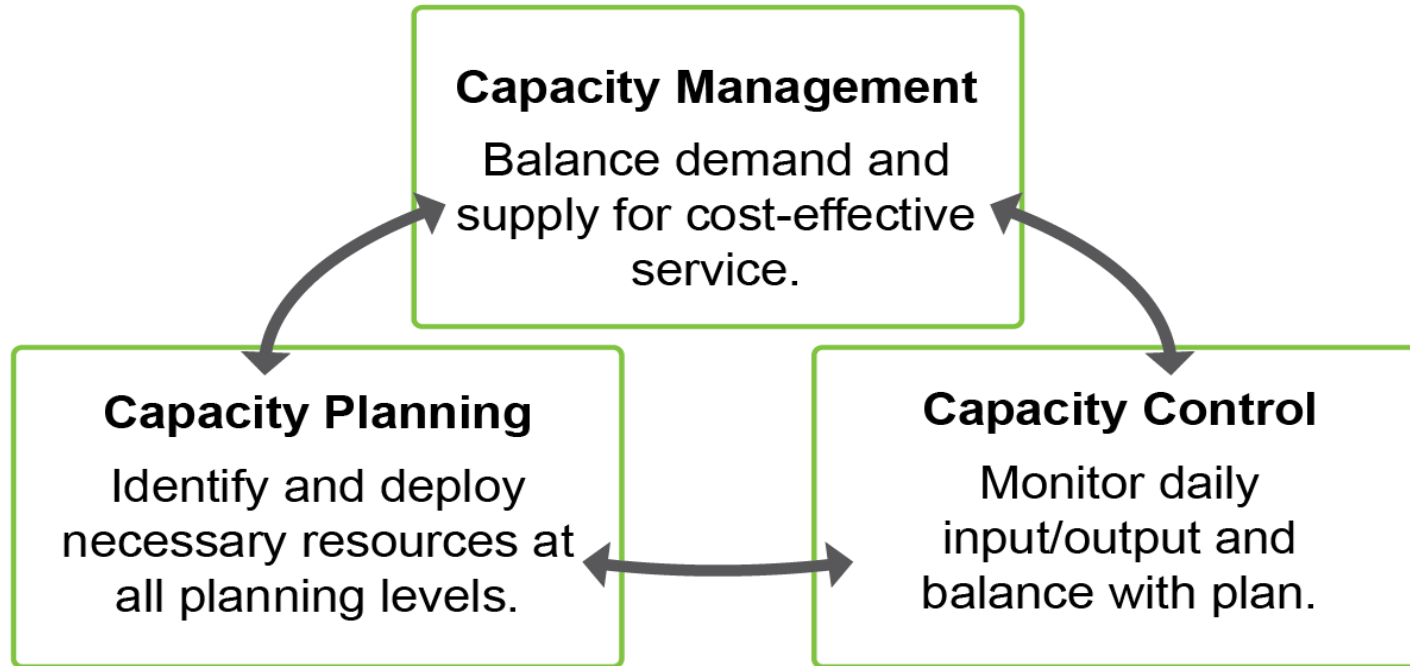 Capacity Management
Balance demand and
supply for cost-effective
service.
Capacity Planning
Identify and deploy
necessary resources at
all planning levels.
Capacity Control
Monitor daily
input/output and
balance with plan.